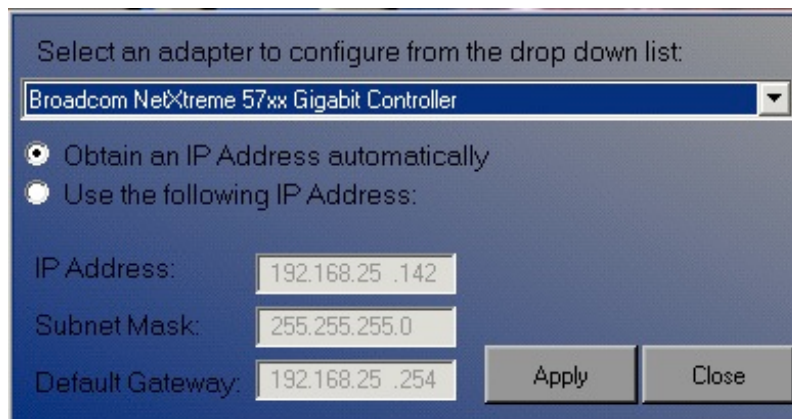 Select an adapter to configure from the drop down list:
Broadcom NetXtreme 57xx Gigabit Controller
Obtain an IP Address automatically
Use the following IP Address:
IP Address: 192.168.25 .142
Subnet Mask: 255.255.255.0
Default Gateway: 192.168.25 .254
Apply Close